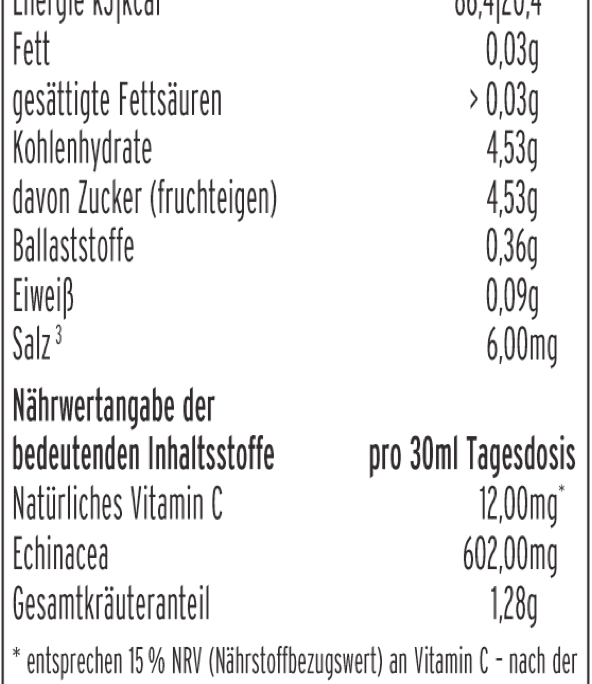 Energie kJ|kcal 86,4|20,4
Fett 0,03g
gesättigte Fettsäuren > 0,03g
Kohlenhydrate 4,53g
davon Zucker (fruchteigen) 4,53g
Ballaststoffe 0,36g
Eiweiß 0,09g
Salz ³ 6,00mg
Nährwertangabe der
bedeutenden Inhaltsstoffe pro 30ml Tagesdosis
Natürliches Vitamin C 12,00mg*
Echinacea 602,00mg
Gesamtkräuteranteil 1,28g
* entsprechen 15 % NRV (Nährstoffbezugswert) an Vitamin C - nach der